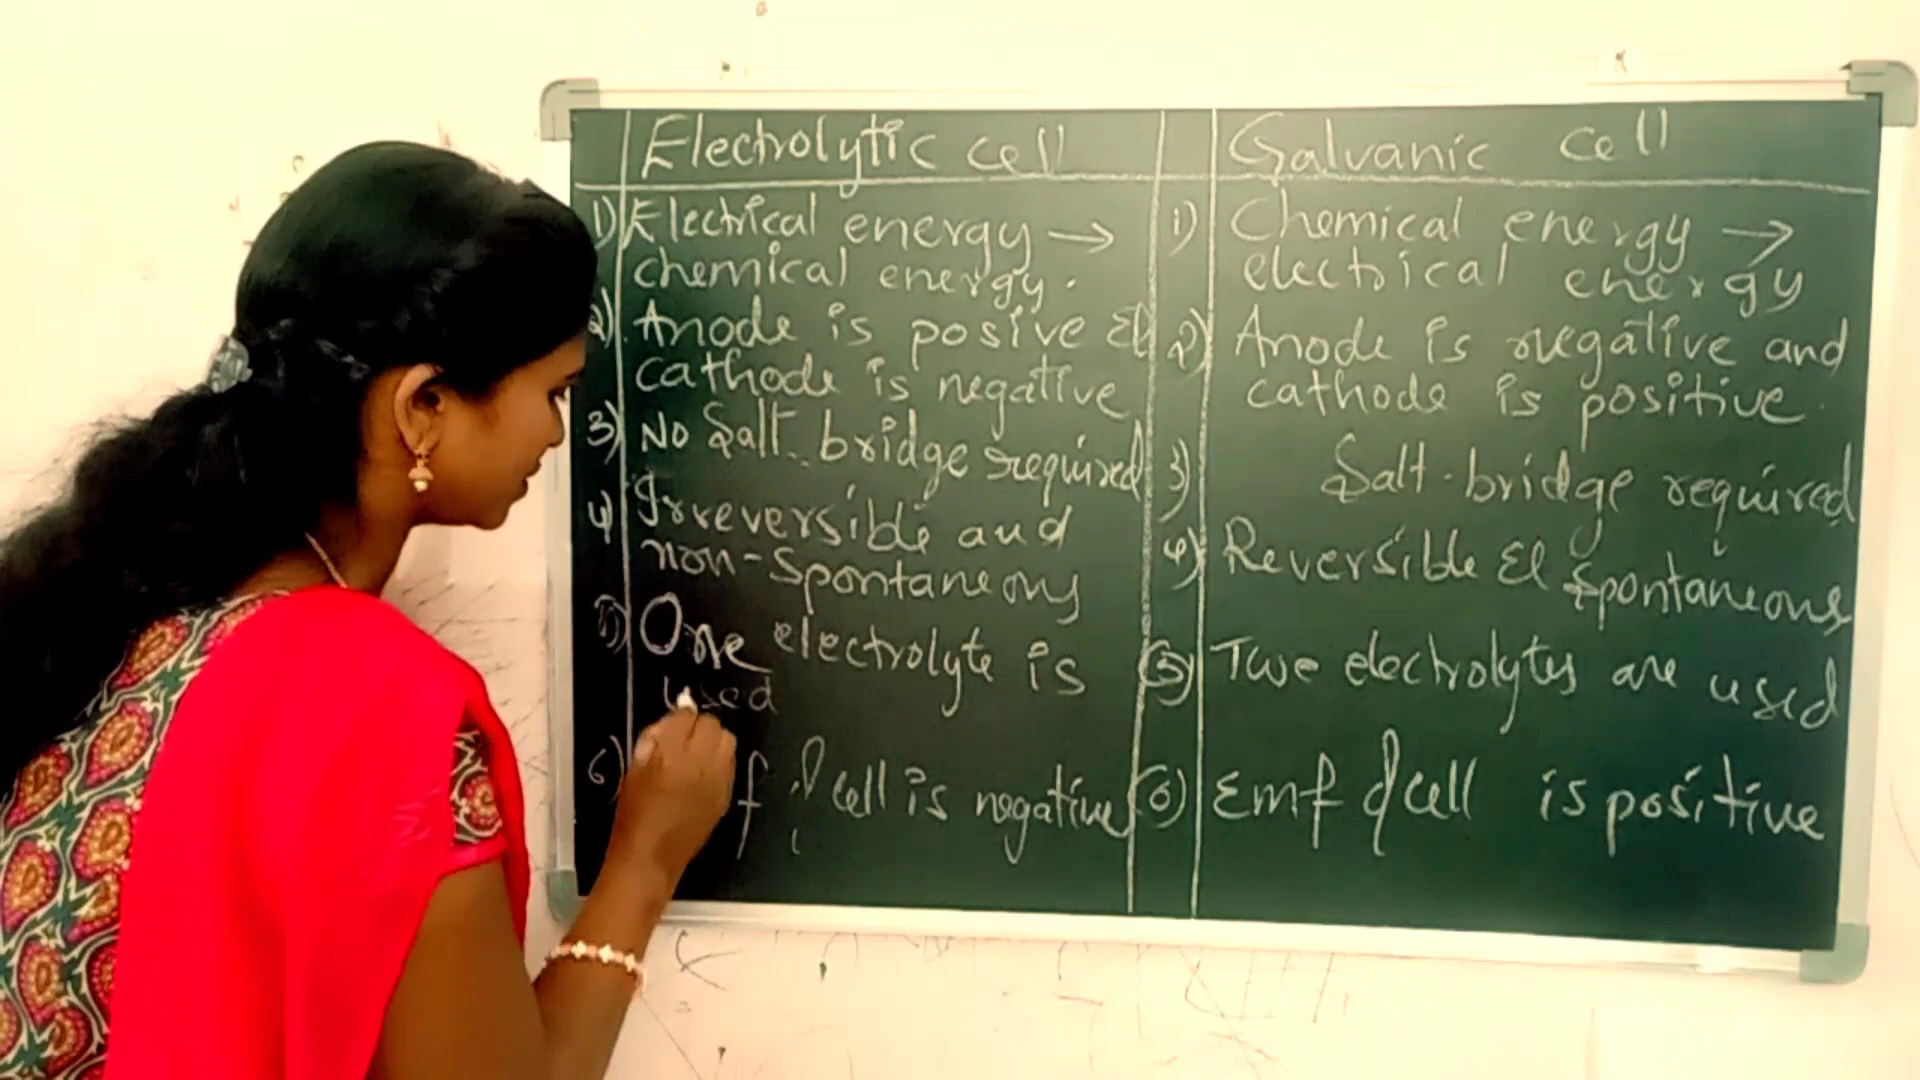 Electrolytic cell
1) Electrical energy →
chemical energy.
2) Anode is posive &
cathode is negative
3) No Salt-bridge required
4) Irreversible and
non-spontaneous
5) One electrolyte is
used
6) f of cell is negative
Galvanic cell
1) Chemical energy →
electrical energy
2) Anode is negative and
cathode is positive
3) Salt-bridge required
4) Reversible & spontaneous
5) Two electrolytes are used
6) Emf of cell is positive